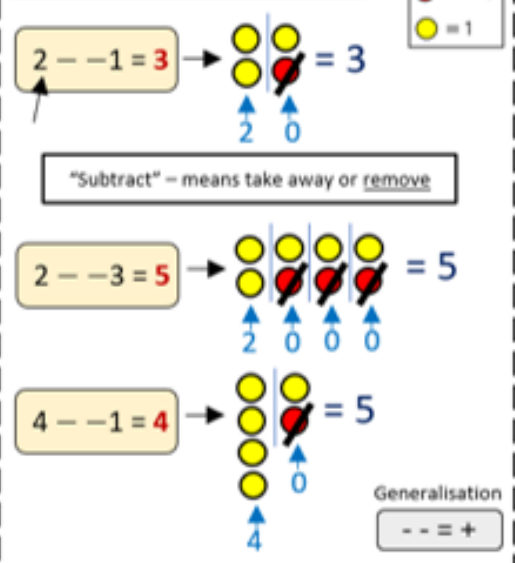 = 1
2 − −1 = 3
= 3
2 0
“Subtract” – means take away or remove
2 − −3 = 5
= 5
2 0 0 0
4 − −1 = 4
= 5
0
4
Generalisation
- - = +